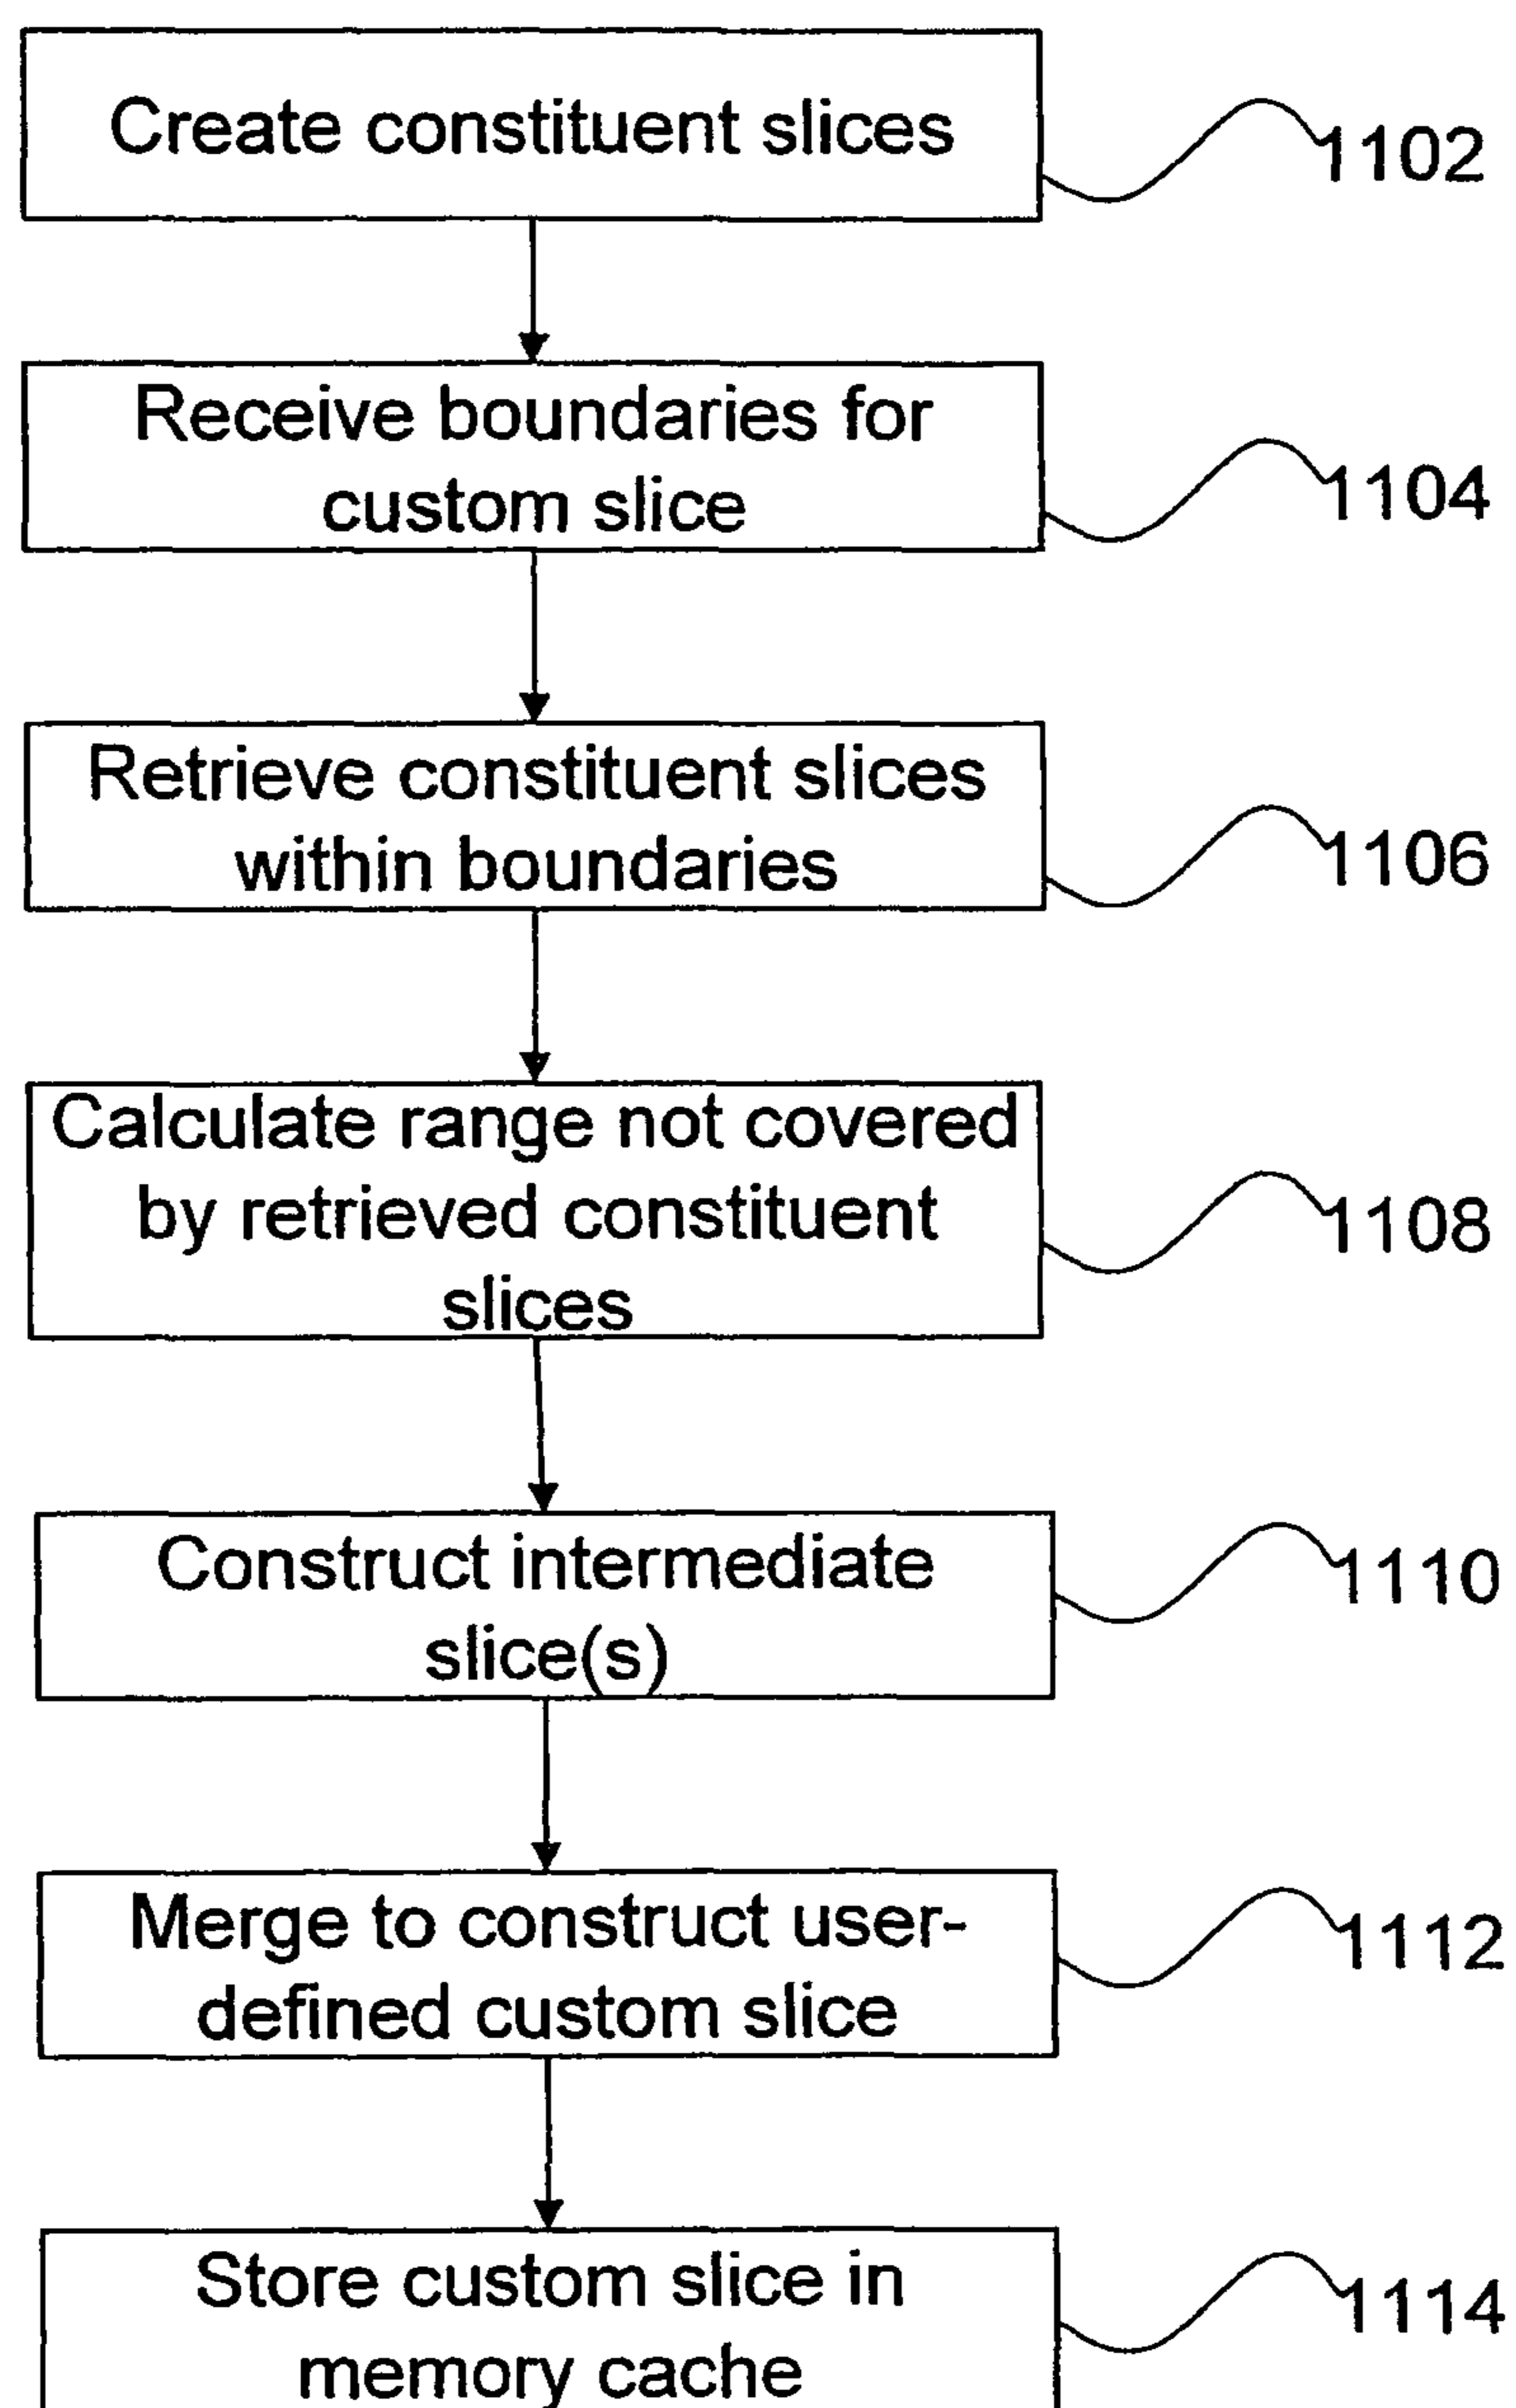 Create constituent slices
1102
Receive boundaries for
custom slice
1104
Retrieve constituent slices
within boundaries
1106
Calculate range not covered
by retrieved constituent
slices
1108
Construct intermediate
slice(s)
1110
Merge to construct user-
defined custom slice
1112
Store custom slice in
memory cache
1114